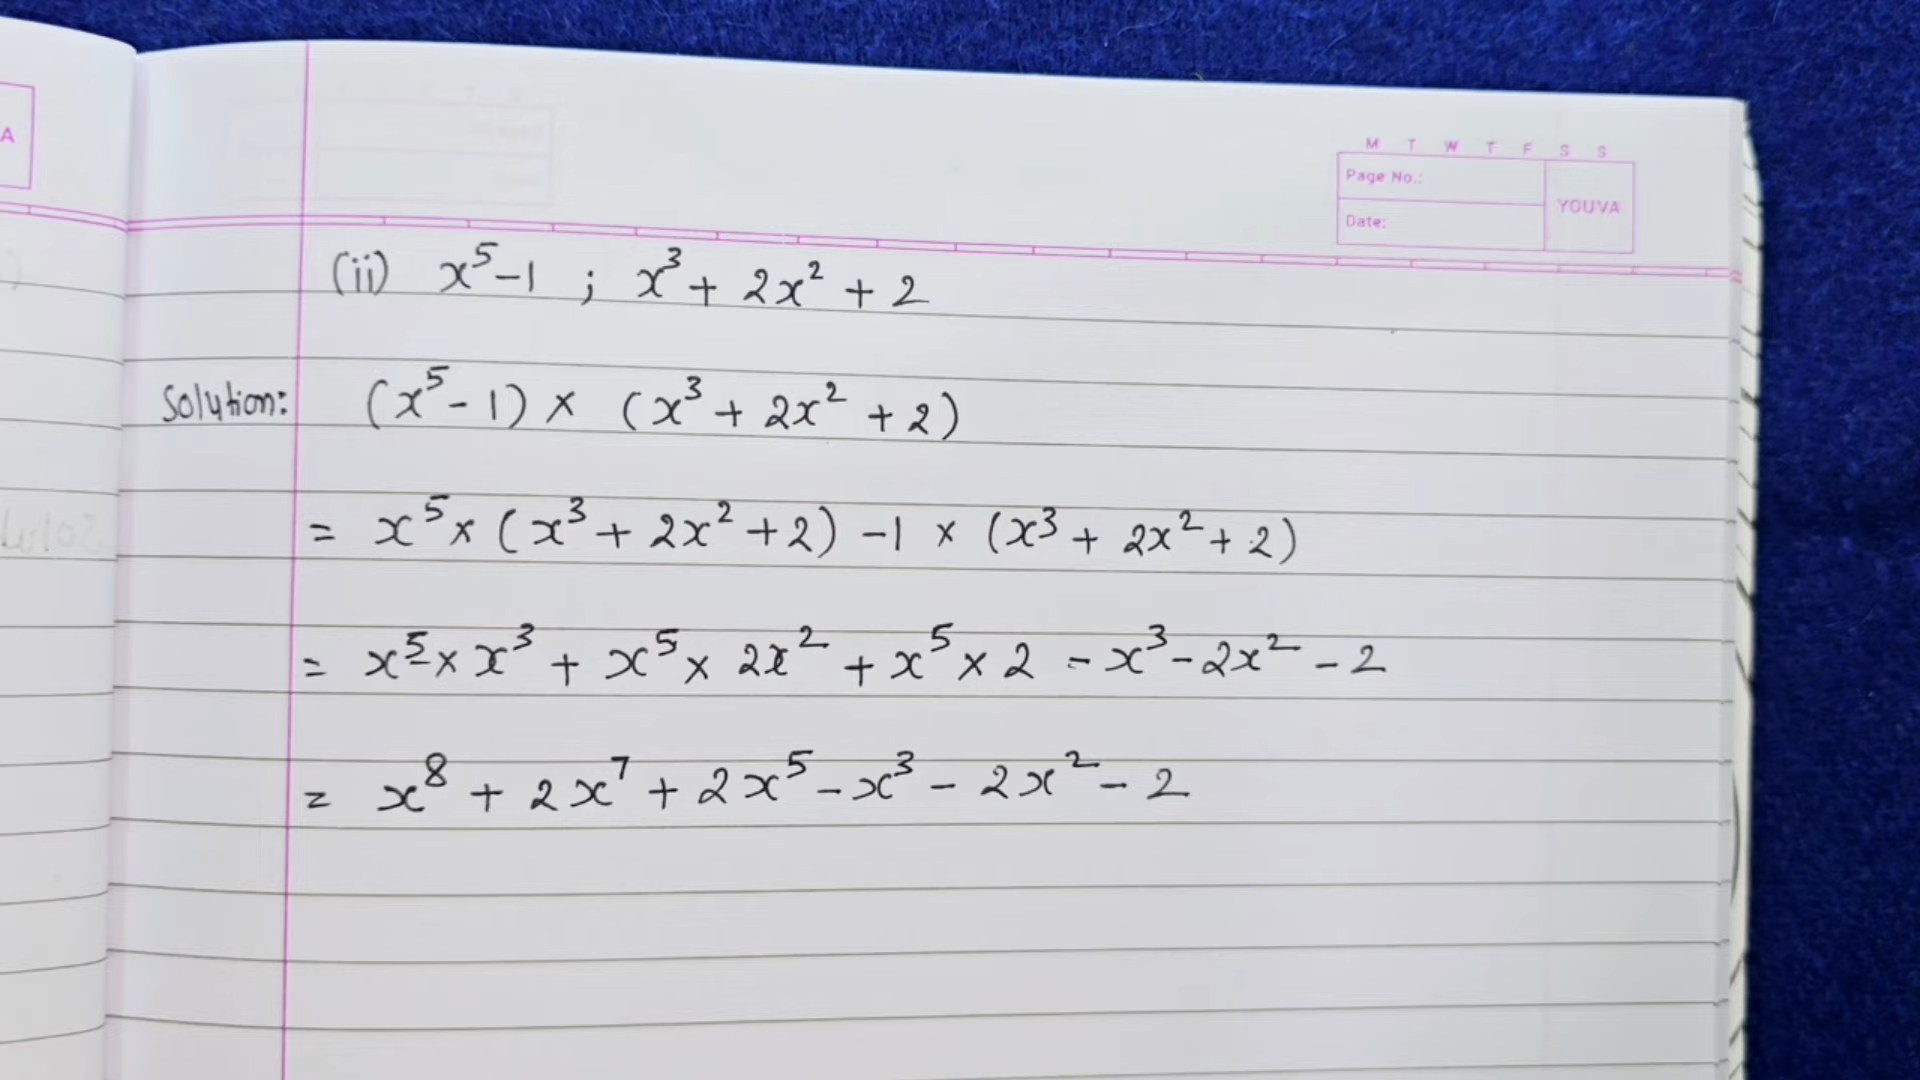 A
M T W T F S S
Page No.:
YOUVA
Date:
(ii) x⁵-1 ; x³ + 2x² + 2
Solution: (x⁵ - 1) × (x³ + 2x² + 2)
= x⁵ × (x³ + 2x² + 2) - 1 × (x³ + 2x² + 2)
= x⁵ × x³ + x⁵ × 2x² + x⁵ × 2 - x³ - 2x² - 2
= x⁸ + 2x⁷ + 2x⁵ - x³ - 2x² - 2